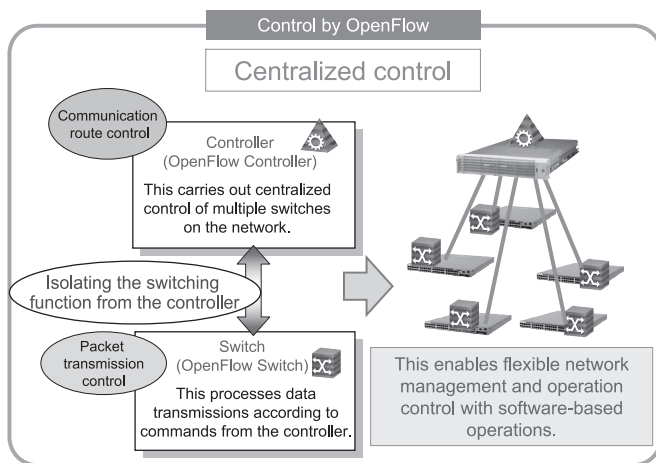 Control by OpenFlow
Centralized control
Communication
route control
Controller
(OpenFlow Controller)
This carries out centralized
control of multiple switches
on the network.
Isolating the switching
function from the controller
Packet
transmission
control
Switch
(OpenFlow Switch)
This processes data
transmissions according to
commands from the controller.
This enables flexible network
management and operation
control with software-based
operations.